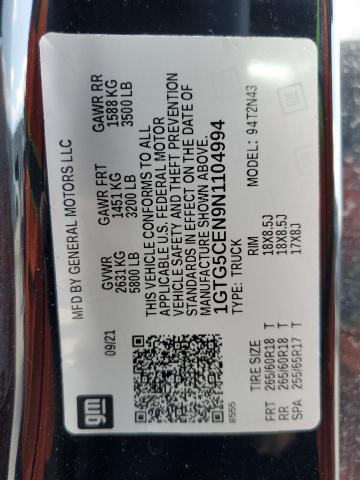 MFD BY GENERAL MOTORS LLC
09/21
GVWR
2631 KG
5800 LB
GAWR FRT
1451 KG
3200 LB
GAWR RR
1588 KG
3500 LB
THIS VEHICLE CONFORMS TO ALL
APPLICABLE U.S. FEDERAL MOTOR
VEHICLE SAFETY AND THEFT PREVENTION
STANDARDS IN EFFECT ON THE DATE OF
MANUFACTURE SHOWN ABOVE.
1GTG5CEN9N1104994
TYPE: TRUCK
MODEL: 94T2N43
gm
8555
TIRE SIZE RIM
FRT 265/60R18 T 18X8.5J
RR 265/60R18 T 18X8.5J
SPA 255/65R17 T 17X8J